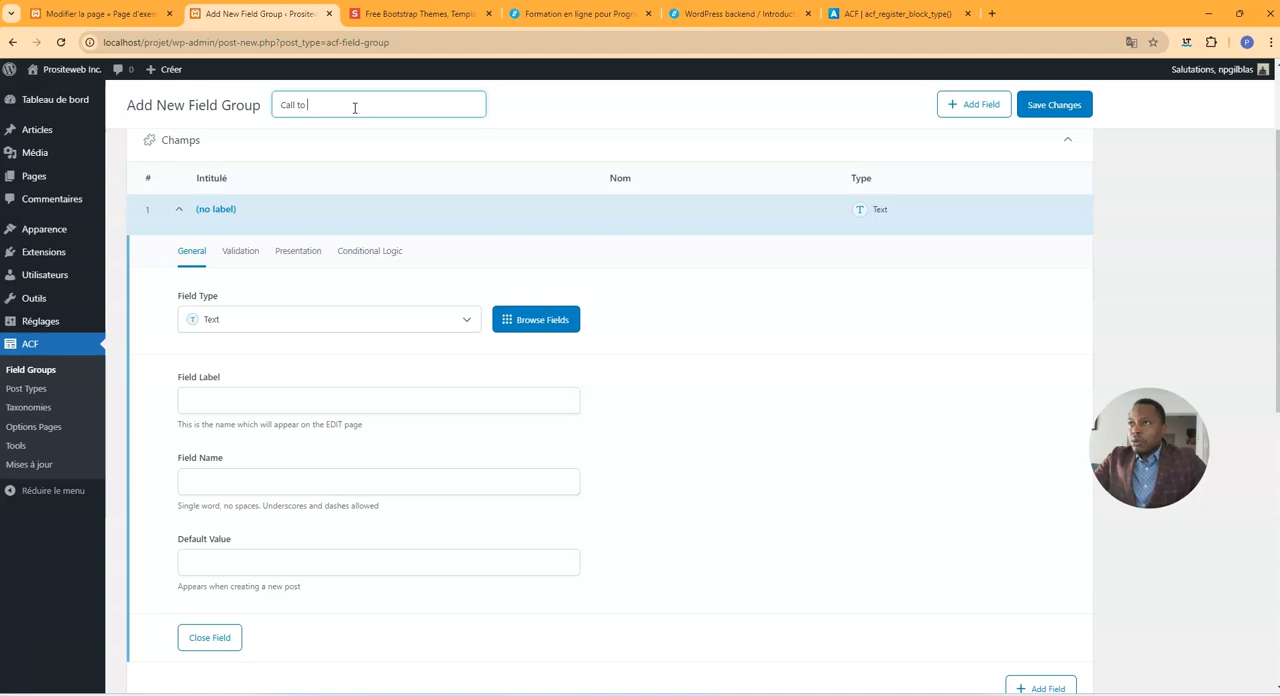 Modifier la page « Page d'exem
Add New Field Group ‹ Prositew
Free Bootstrap Themes, Templa
Formation en ligne pour Progr
WordPress backend / Introduct
ACF | acf_register_block_type()
localhost/projet/wp-admin/post-new.php?post_type=acf-field-group
Prositeweb Inc.
0
Créer
Salutations, npgilblas
Tableau de bord
Articles
Média
Pages
Commentaires
Apparence
Extensions
Utilisateurs
Outils
Réglages
ACF
Field Groups
Post Types
Taxonomies
Options Pages
Tools
Mises à jour
Réduire le menu
Add New Field Group
Call to
+ Add Field
Save Changes
Champs
# Intitulé Nom Type
1 (no label) T Text
General Validation Presentation Conditional Logic
Field Type
T Text
Browse Fields
Field Label
This is the name which will appear on the EDIT page
Field Name
Single word, no spaces. Underscores and dashes allowed
Default Value
Appears when creating a new post
Close Field
+ Add Field